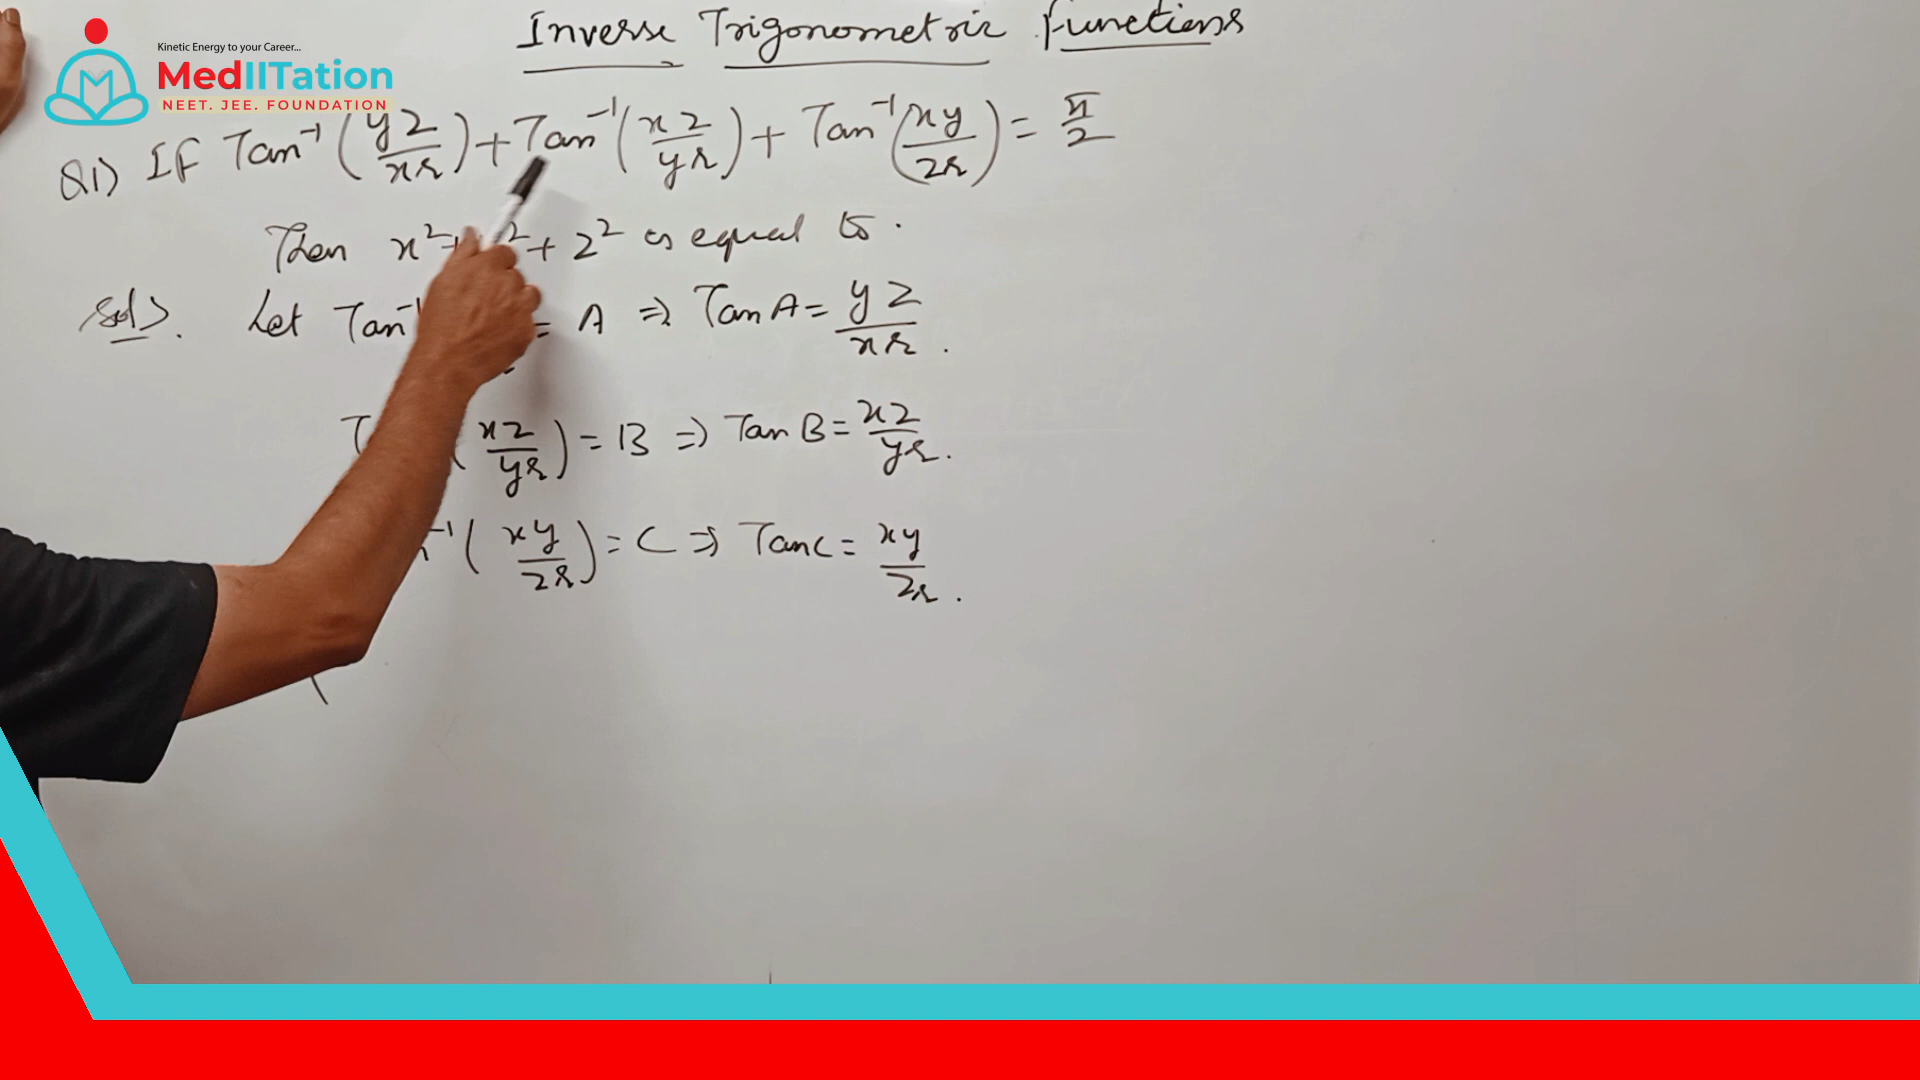 Inverse Trigonometric Functions
Kinetic Energy to your Career...
MedIITation
NEET. JEE. FOUNDATION
Q1) If Tan⁻¹(yz/xr) + Tan⁻¹(xz/yr) + Tan⁻¹(xy/zr) = π/2
Then x² + ² + z² is equal to.
Sol>. Let Tan⁻¹ = A ⇒ Tan A = yz/xr.
(xz/yr) = B ⇒ Tan B = xz/yr.
⁻¹(xy/zr) = C ⇒ Tan C = xy/zr.